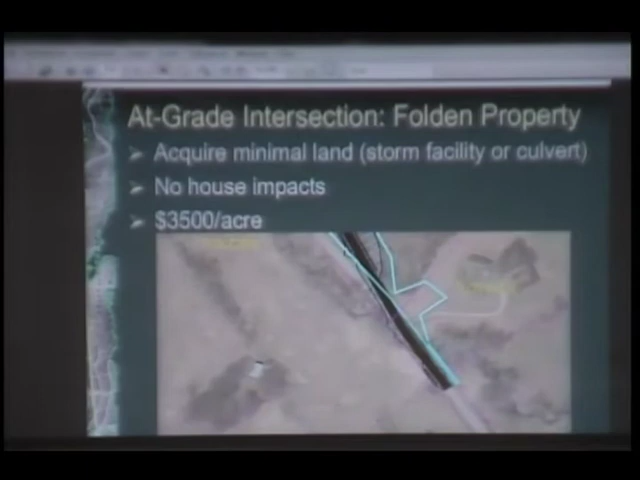 At-Grade Intersection: Folden Property
➢ Acquire minimal land (storm facility or culvert)
➢ No house impacts
➢ $3500/acre